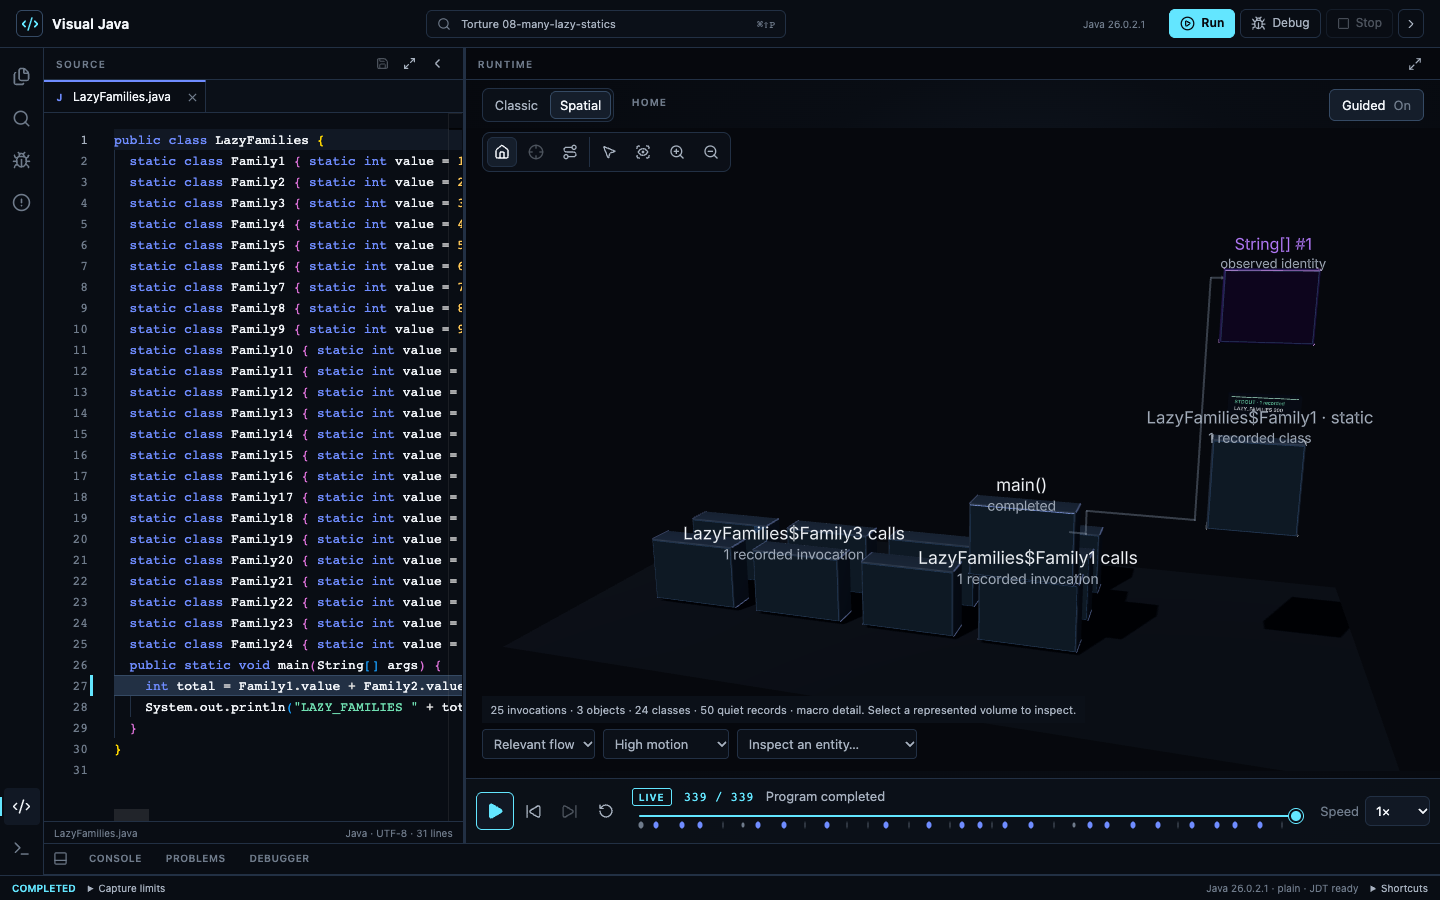 Visual Java
Torture 08-many-lazy-statics
⌘⇧P
Java 26.0.2.1
Run
Debug
Stop
SOURCE
RUNTIME
J LazyFamilies.java
Classic
Spatial
HOME
Guided On
1 public class LazyFamilies {
2 static class Family1 { static int value = 1
3 static class Family2 { static int value = 2
4 static class Family3 { static int value = 3
5 static class Family4 { static int value = 4
6 static class Family5 { static int value = 5
7 static class Family6 { static int value = 6
8 static class Family7 { static int value = 7
9 static class Family8 { static int value = 8
10 static class Family9 { static int value = 9
11 static class Family10 { static int value =
12 static class Family11 { static int value =
13 static class Family12 { static int value =
14 static class Family13 { static int value =
15 static class Family14 { static int value =
16 static class Family15 { static int value =
17 static class Family16 { static int value =
18 static class Family17 { static int value =
19 static class Family18 { static int value =
20 static class Family19 { static int value =
21 static class Family20 { static int value =
22 static class Family21 { static int value =
23 static class Family22 { static int value =
24 static class Family23 { static int value =
25 static class Family24 { static int value =
26 public static void main(String[] args) {
27 int total = Family1.value + Family2.value
28 System.out.println("LAZY_FAMILIES " + tot
29 }
30 }
31
String[] #1
observed identity
STDOUT · 1 recorded
LAZY_FAMILIES 300
LazyFamilies$Family1 · static
1 recorded class
main()
completed
LazyFamilies$Family3 calls
1 recorded invocation
LazyFamilies$Family1 calls
1 recorded invocation
25 invocations · 3 objects · 24 classes · 50 quiet records · macro detail. Select a represented volume to inspect.
Relevant flow
High motion
Inspect an entity...
LIVE
339 / 339
Program completed
Speed
1×
LazyFamilies.java
Java · UTF-8 · 31 lines
CONSOLE
PROBLEMS
DEBUGGER
COMPLETED
Capture limits
Java 26.0.2.1 · plain · JDT ready
Shortcuts